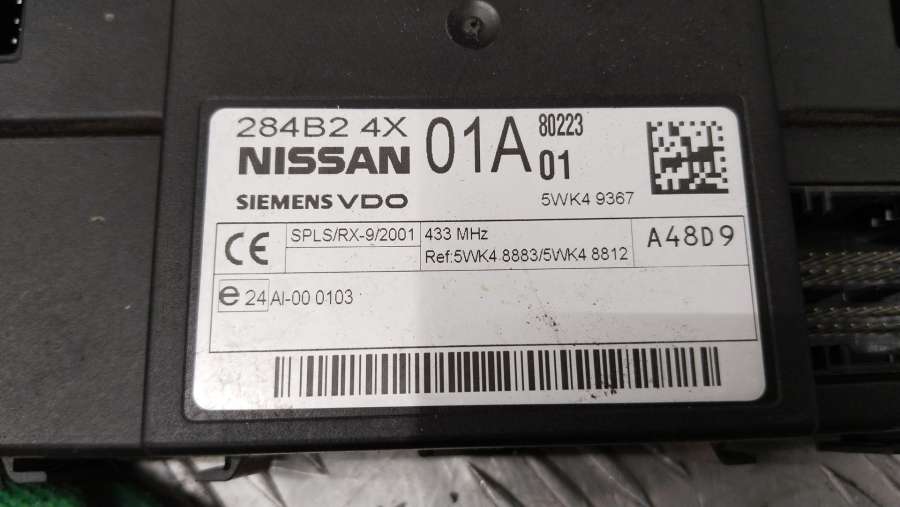 284B2 4X 01A 80223
NISSAN 01
SIEMENS VDO 5WK4 9367
CE SPLS/RX-9/2001 433 MHz A48D9
Ref:5WK4 8883/5WK4 8812
e 24 AI-00 0103